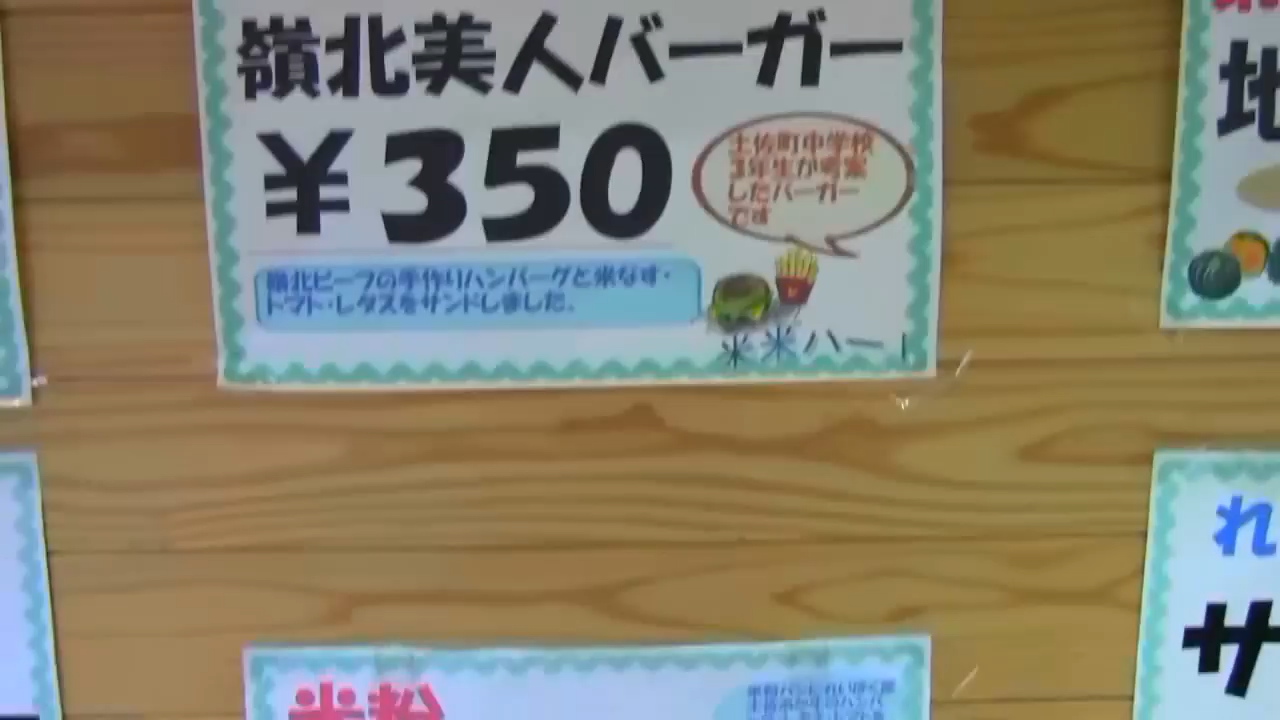 嶺北美人バーガー
¥350
土佐町中学校
3年生が考案
したバーガー
です
嶺北ビーフの手作りハンバーグと米なす・
トマト・レタスをサンドしました。
米米ハー
地
れ
サ
米粉